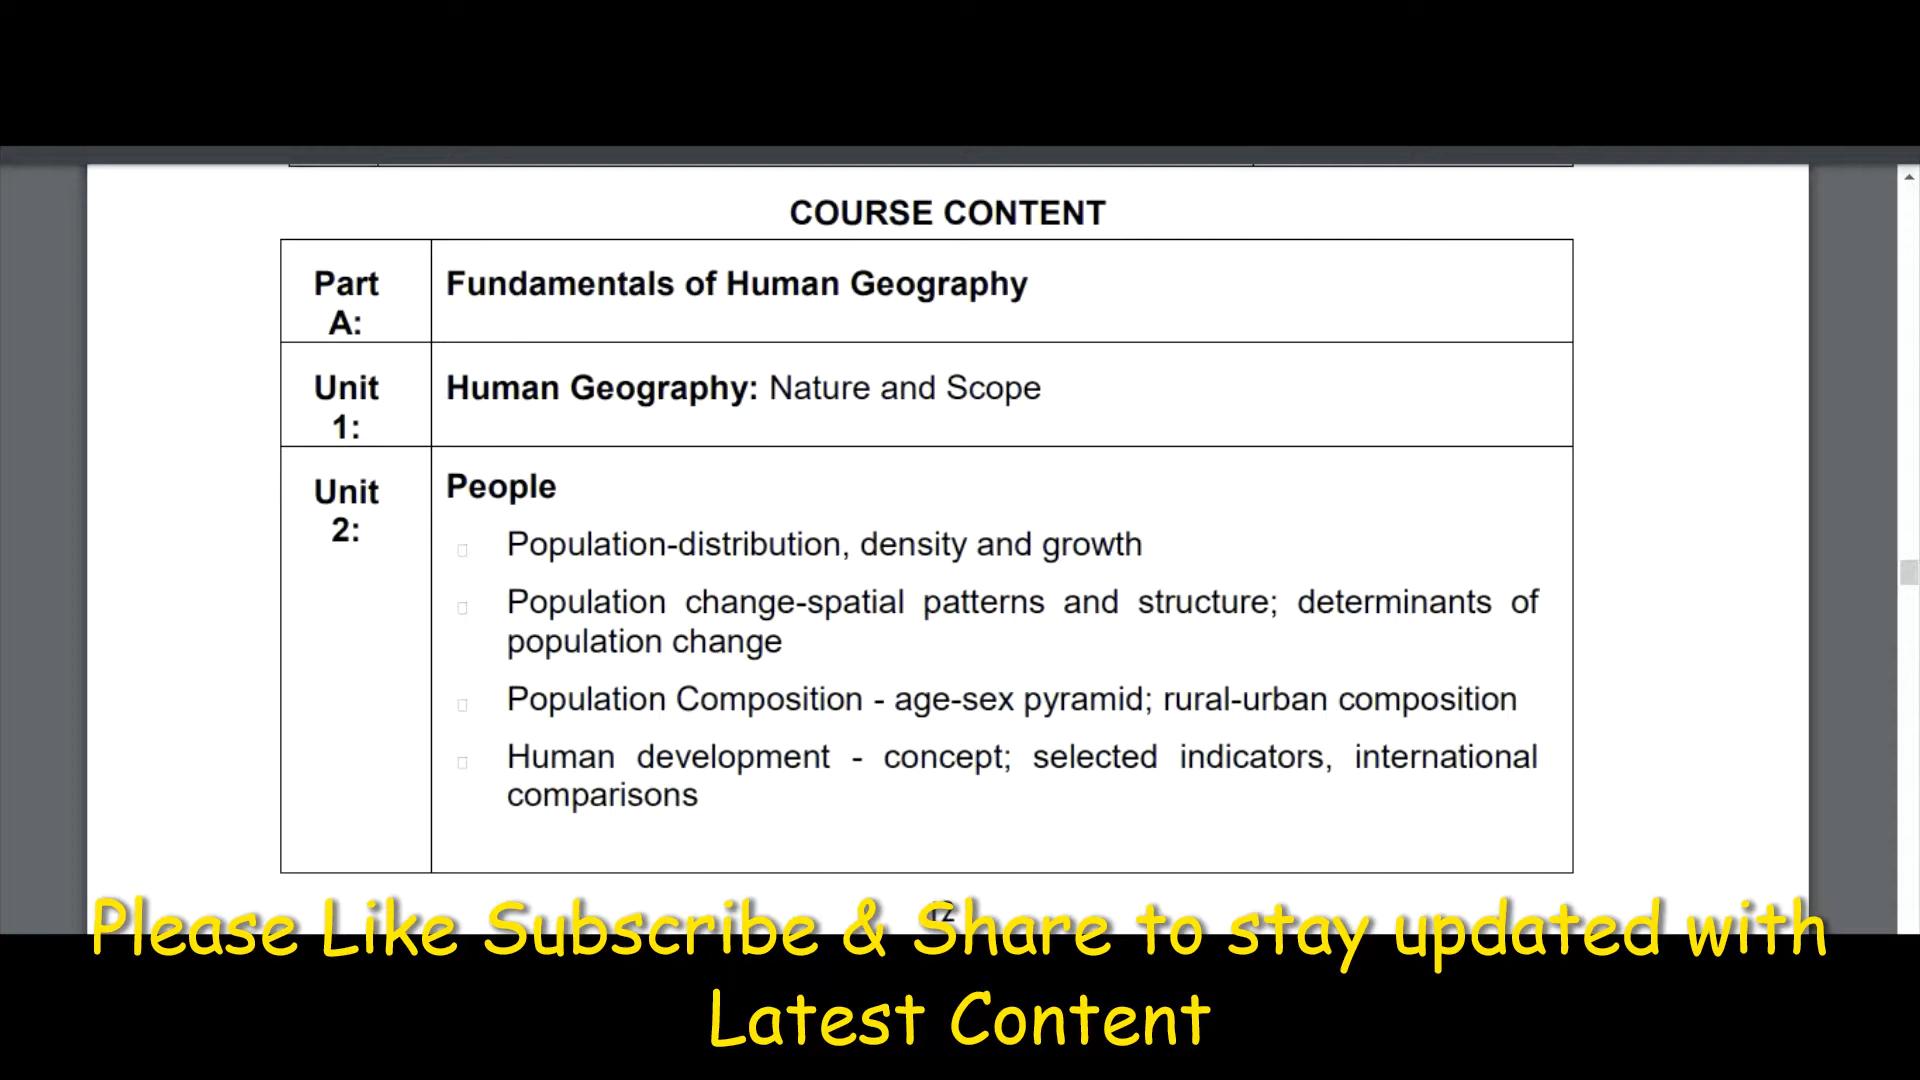 COURSE CONTENT
Part
A:
Fundamentals of Human Geography
Unit
1:
Human Geography: Nature and Scope
Unit
2:
People
Population-distribution, density and growth
Population change-spatial patterns and structure; determinants of
population change
Population Composition - age-sex pyramid; rural-urban composition
Human development - concept; selected indicators, international
comparisons
12
Please Like Subscribe & Share to stay updated with
Latest Content